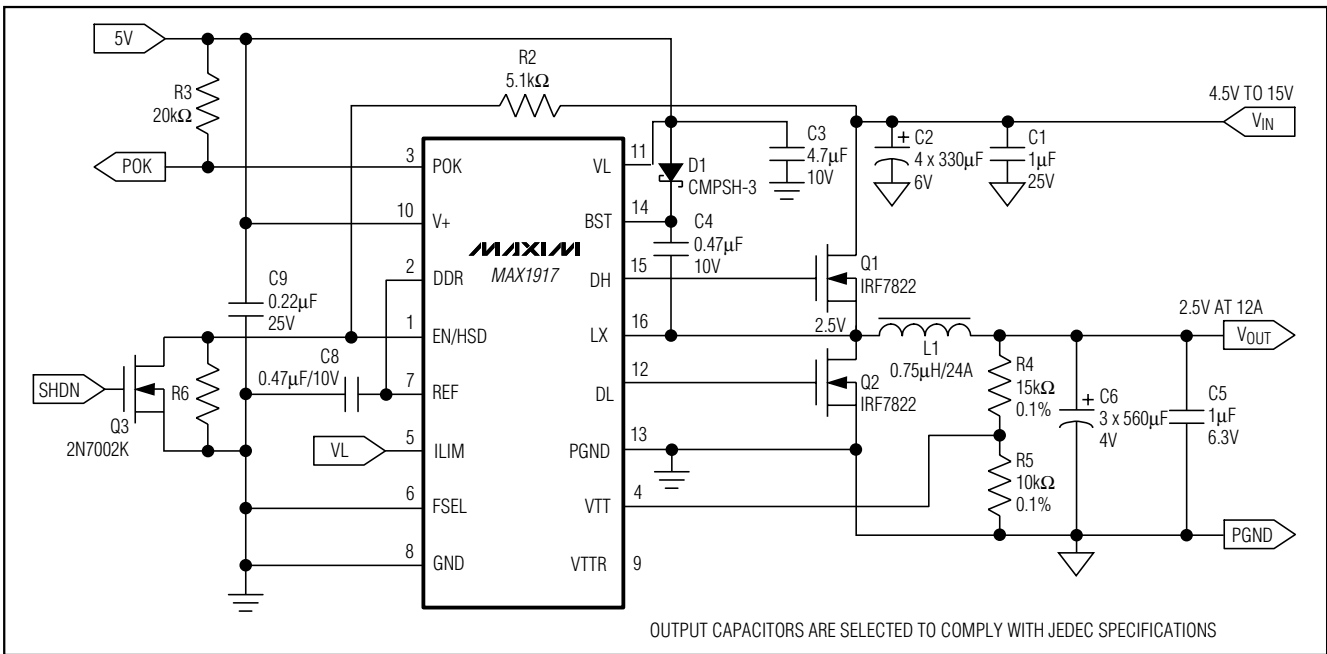 5V
R3
20kΩ
POK
R2
5.1kΩ
4.5V TO 15V
VIN
C3
4.7µF
10V
+
C2
4 x 330µF
6V
C1
1µF
25V
D1
CMPSH-3
C4
0.47µF
10V
3
POK
10
V+
2
DDR
1
EN/HSD
7
REF
5
ILIM
6
FSEL
8
GND
MAXIM
MAX1917
11
VL
14
BST
15
DH
16
LX
12
DL
13
PGND
4
VTT
VTTR
9
C9
0.22µF
25V
C8
0.47µF/10V
SHDN
Q3
2N7002K
R6
VL
Q1
IRF7822
2.5V
L1
0.75µH/24A
Q2
IRF7822
2.5V AT 12A
VOUT
R4
15kΩ
0.1%
R5
10kΩ
0.1%
+
C6
3 x 560µF
4V
C5
1µF
6.3V
PGND
OUTPUT CAPACITORS ARE SELECTED TO COMPLY WITH JEDEC SPECIFICATIONS